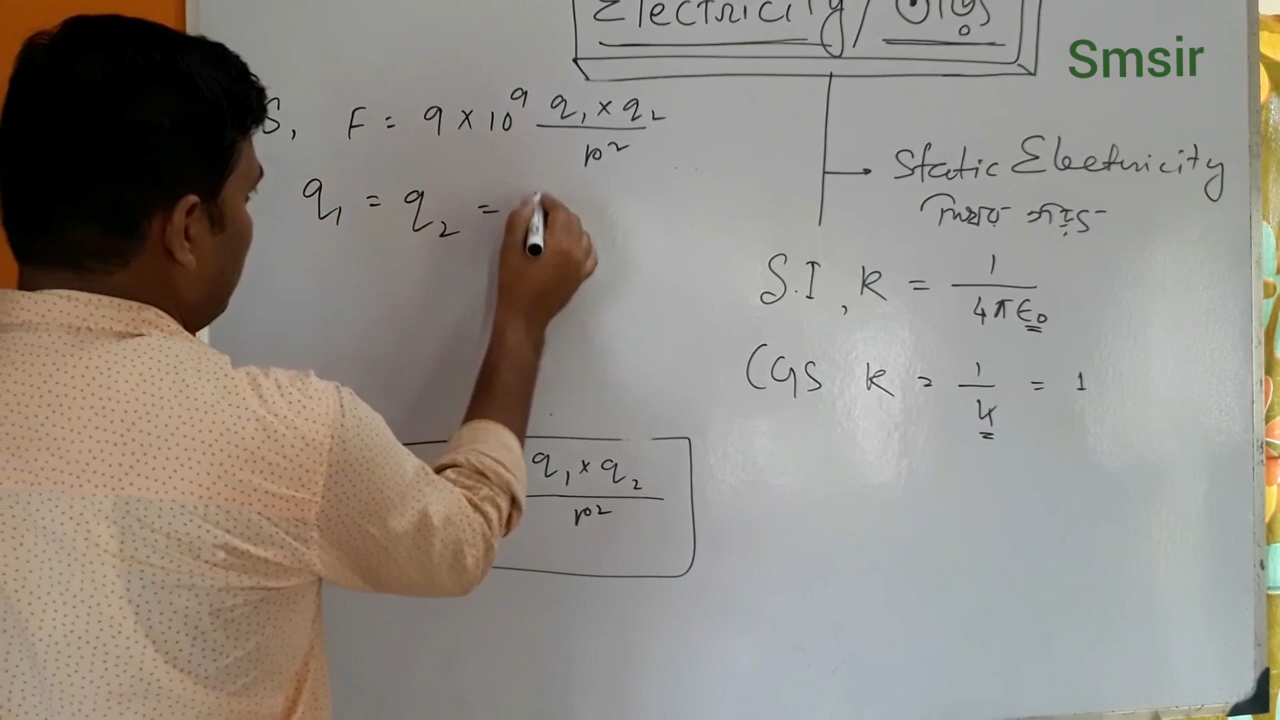 Electricity/
Smsir
S, F = 9 × 10⁹ q₁ × q₂ / r²
Static Electricity
স্থির তড়িৎ
q₁ = q₂ =
S.I, K = 1 / 4πϵ₀
CGS K = 1 / K = 1
q₁ × q₂ / r²